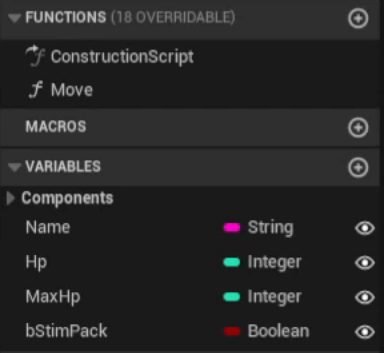 FUNCTIONS (18 OVERRIDABLE)
ConstructionScript
Move
MACROS
VARIABLES
Components
Name String
Hp Integer
MaxHp Integer
bStimPack Boolean